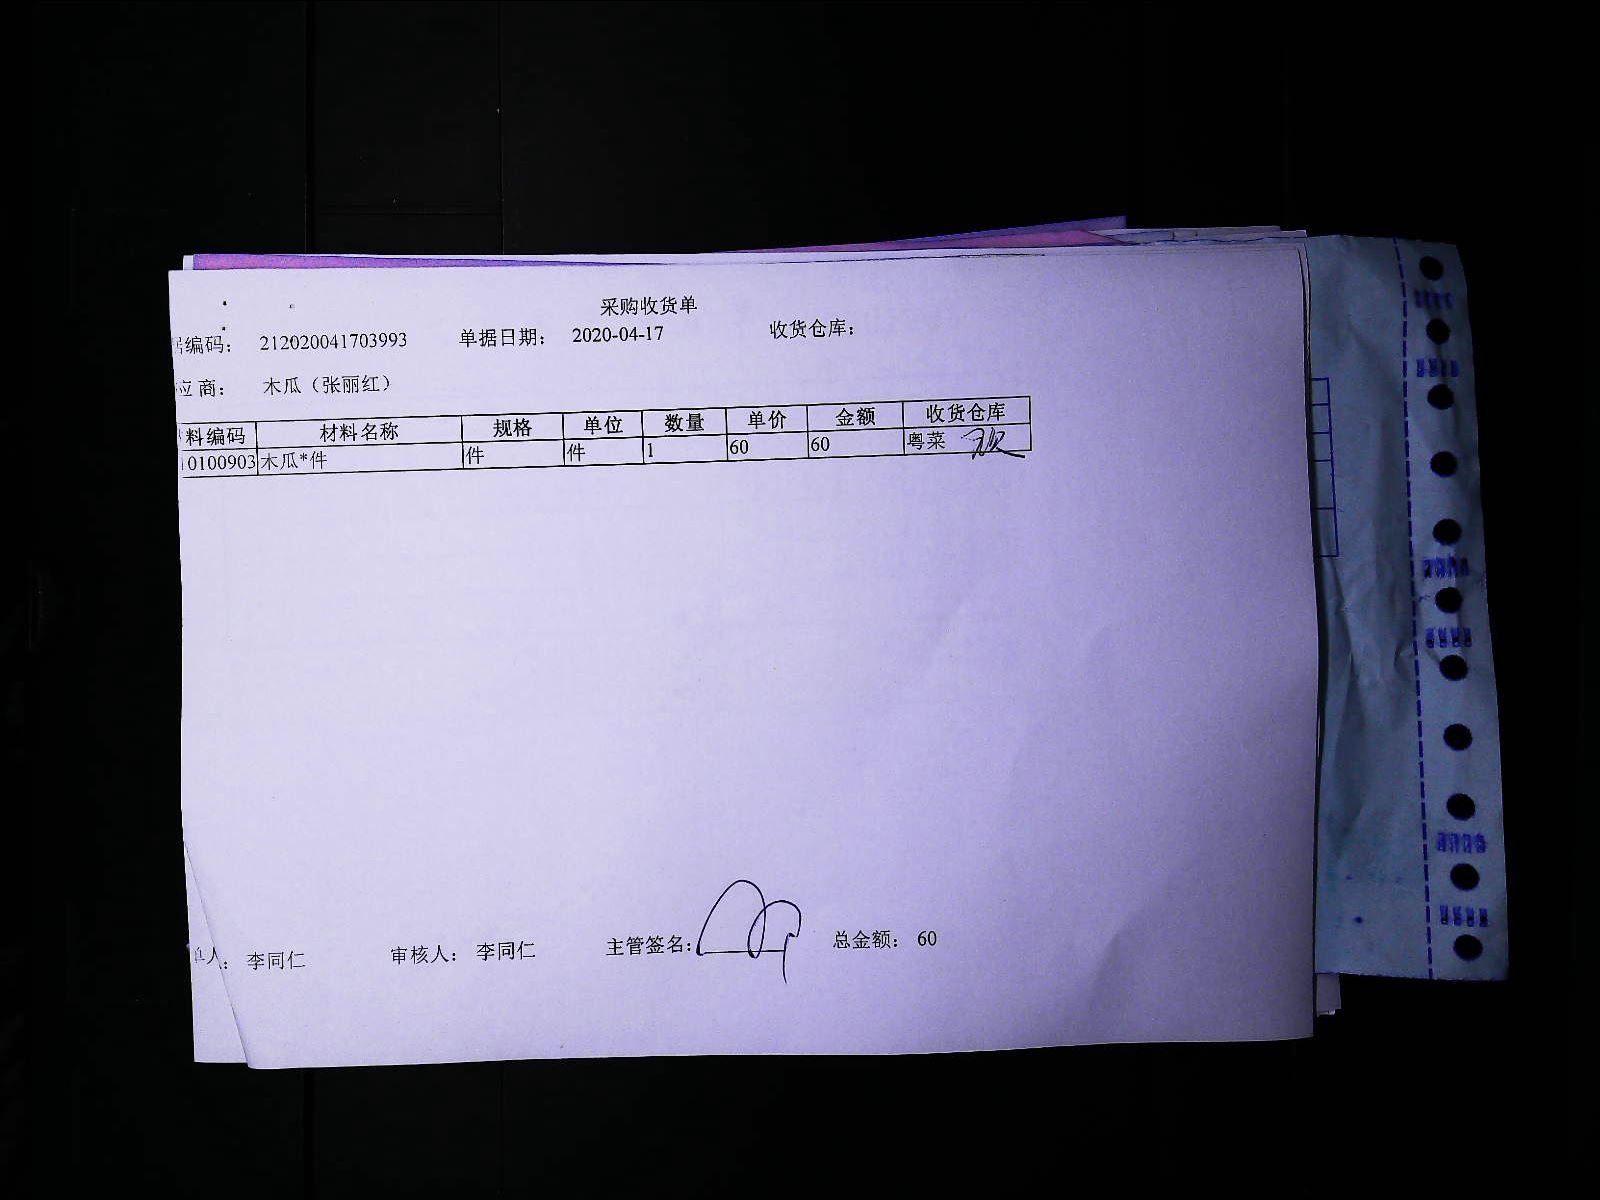 采购收货单
编码： 212020041703993 单据日期： 2020-04-17 收货仓库：
应商： 木瓜（张丽红）
料编码 材料名称 规格 单位 数量 单价 金额 收货仓库
0100903 木瓜*件 件 件 1 60 60 粤菜
单人： 李同仁 审核人： 李同仁 主管签名： 总金额： 60